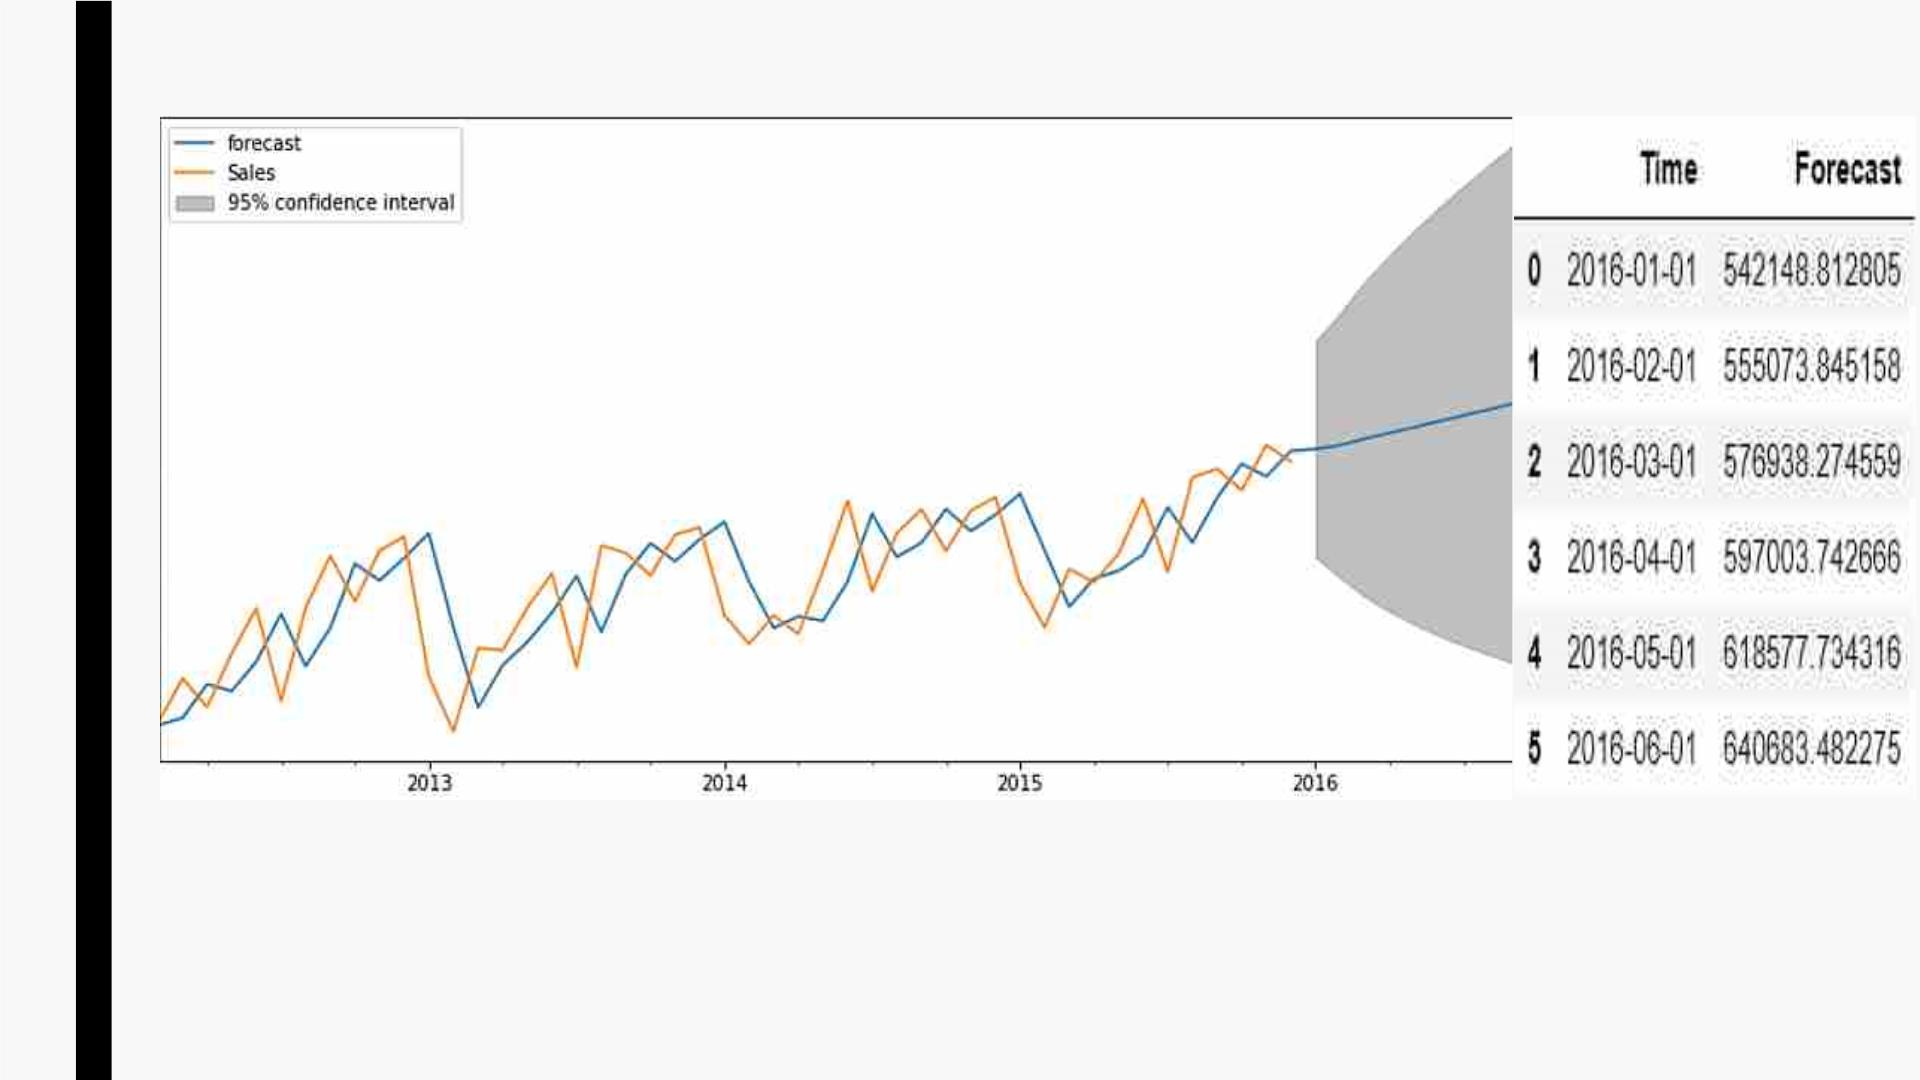 forecast
Sales
95% confidence interval
2013 2014 2015 2016
Time Forecast
0 2016-01-01 542148.812805
1 2016-02-01 555073.845158
2 2016-03-01 576938.274559
3 2016-04-01 597003.742666
4 2016-05-01 618577.734316
5 2016-06-01 640683.482275